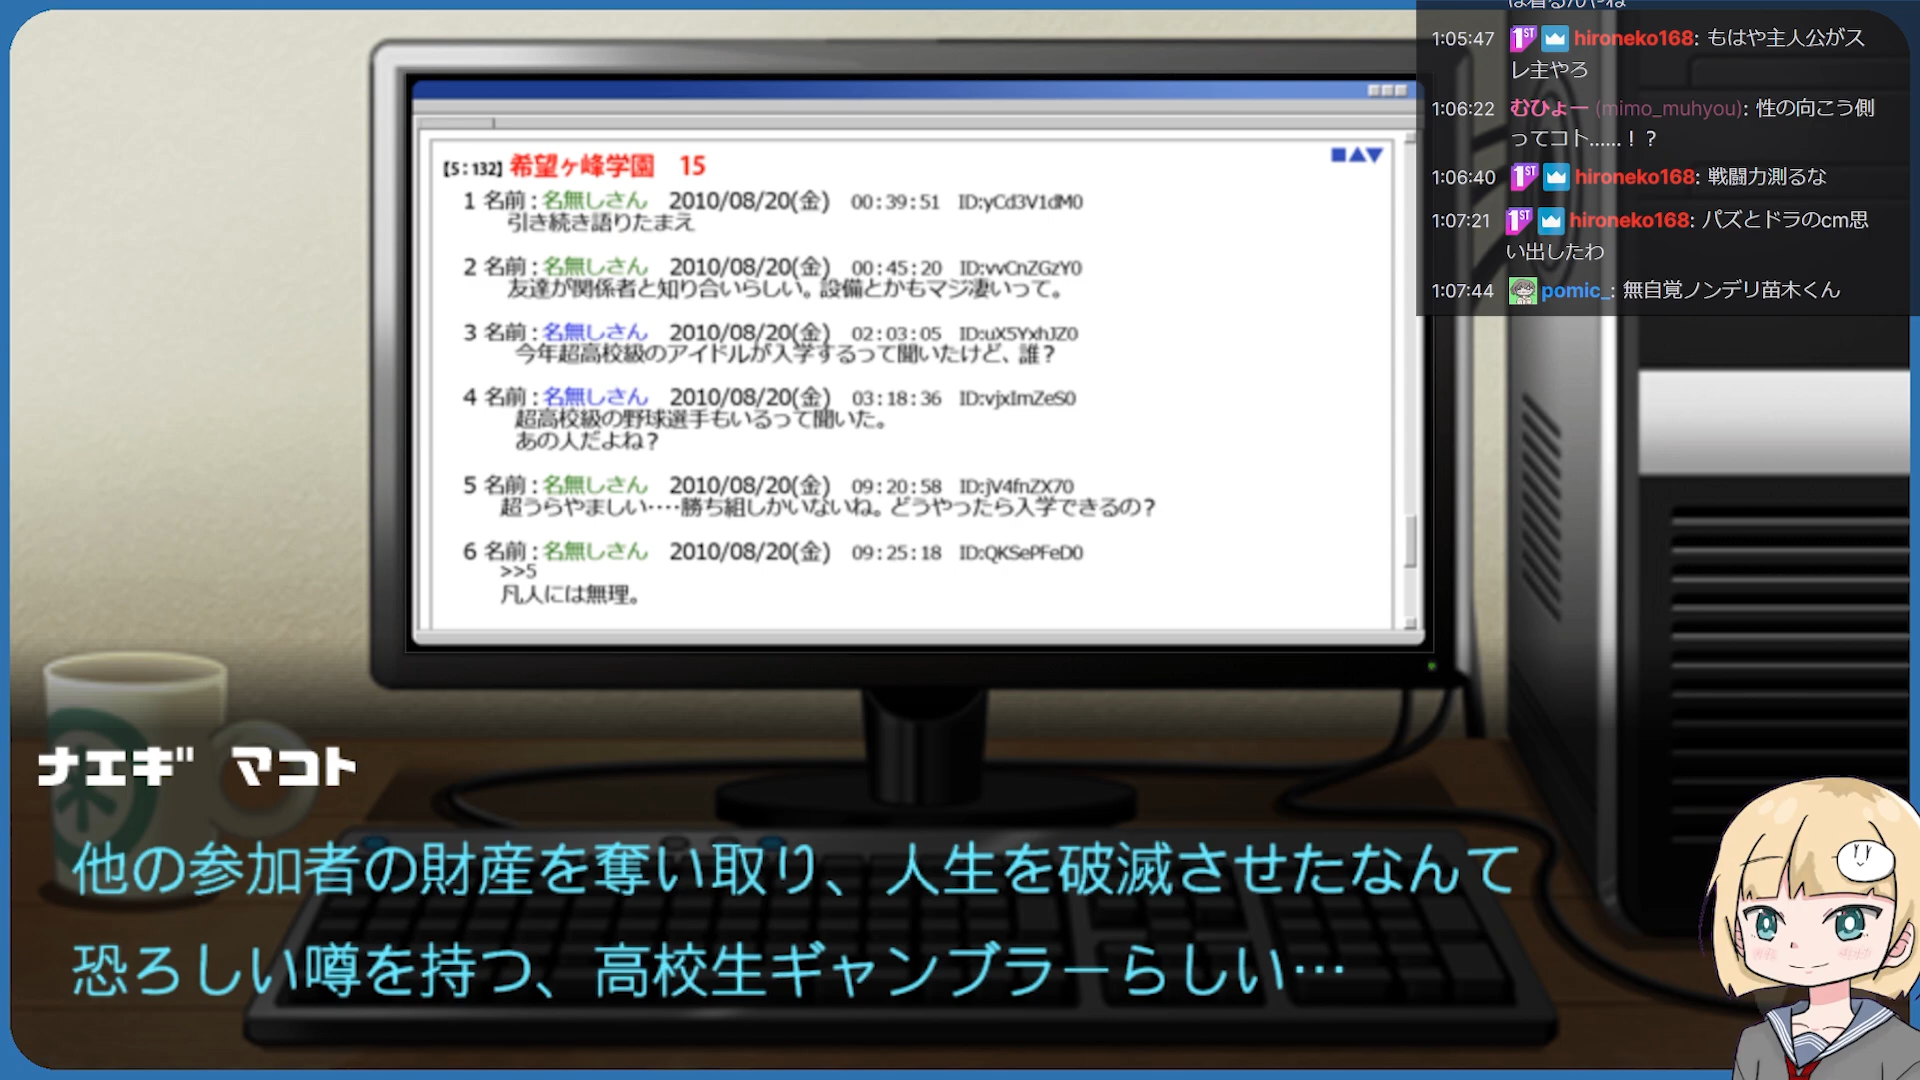 【5:132】希望ヶ峰学園 15
■▲▼
1 名前:名無しさん 2010/08/20(金) 00:39:51 ID:yCd3V1dM0
引き続き語りたまえ
2 名前:名無しさん 2010/08/20(金) 00:45:20 ID:vvCnZGzY0
友達が関係者と知り合いらしい。設備とかもマジ凄いって。
3 名前:名無しさん 2010/08/20(金) 02:03:05 ID:uX5YxhJZ0
今年超高校級のアイドルが入学するって聞いたけど、誰?
4 名前:名無しさん 2010/08/20(金) 03:18:36 ID:vjxImZeS0
超高校級の野球選手もいるって聞いた。
あの人だよね?
5 名前:名無しさん 2010/08/20(金) 09:20:58 ID:jV4fnZX70
超うらやましい‥‥勝ち組しかいないね。どうやったら入学できるの?
6 名前:名無しさん 2010/08/20(金) 09:25:18 ID:QKSePFeD0
>>5
凡人には無理。
1:05:47 1ST hironeko168: もはや主人公がス
レ主やろ
1:06:22 むひょー (mimo_muhyou): 性の向こう側
ってコト......！？
1:06:40 1ST hironeko168: 戦闘力測るな
1:07:21 1ST hironeko168: パズとドラのcm思
い出したわ
1:07:44 pomic_: 無自覚ノンデリ苗木くん
ナエギ マコト
他の参加者の財産を奪い取り、人生を破滅させたなんて
恐ろしい噂を持つ、高校生ギャンブラーらしい…